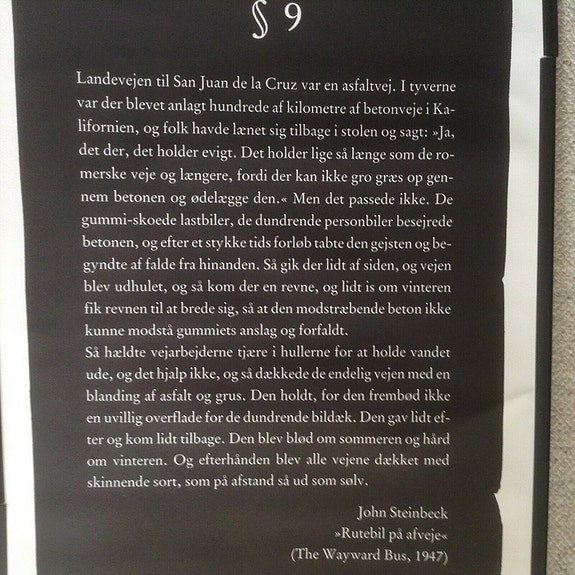 § 9
Landevejen til San Juan de la Cruz var en asfaltvej. I tyverne
var der blevet anlagt hundrede af kilometre af betonveje i Ka-
lifornien, og folk havde lænet sig tilbage i stolen og sagt: »Ja,
det der, det holder evigt. Det holder lige så længe som de ro-
merske veje og længere, fordi der kan ikke gro græs op gen-
nem betonen og ødelægge den.« Men det passede ikke. De
gummi-skoede lastbiler, de dundrende personbiler besejrede
betonen, og efter et stykke tids forløb tabte den gejsten og be-
gyndte af falde fra hinanden. Så gik der lidt af siden, og vejen
blev udhulet, og så kom der en revne, og lidt is om vinteren
fik revnen til at brede sig, så at den modstræbende beton ikke
kunne modstå gummiets anslag og forfaldt.
Så hældte vejarbejderne tjære i hullerne for at holde vandet
ude, og det hjalp ikke, og så dækkede de endelig vejen med en
blanding af asfalt og grus. Den holdt, for den frembød ikke
en uvillig overflade for de dundrende bildæk. Den gav lidt ef-
ter og kom lidt tilbage. Den blev blød om sommeren og hård
om vinteren. Og efterhånden blev alle vejene dækket med
skinnende sort, som på afstand så ud som sølv.
John Steinbeck
»Rutebil på afveje«
(The Wayward Bus, 1947)